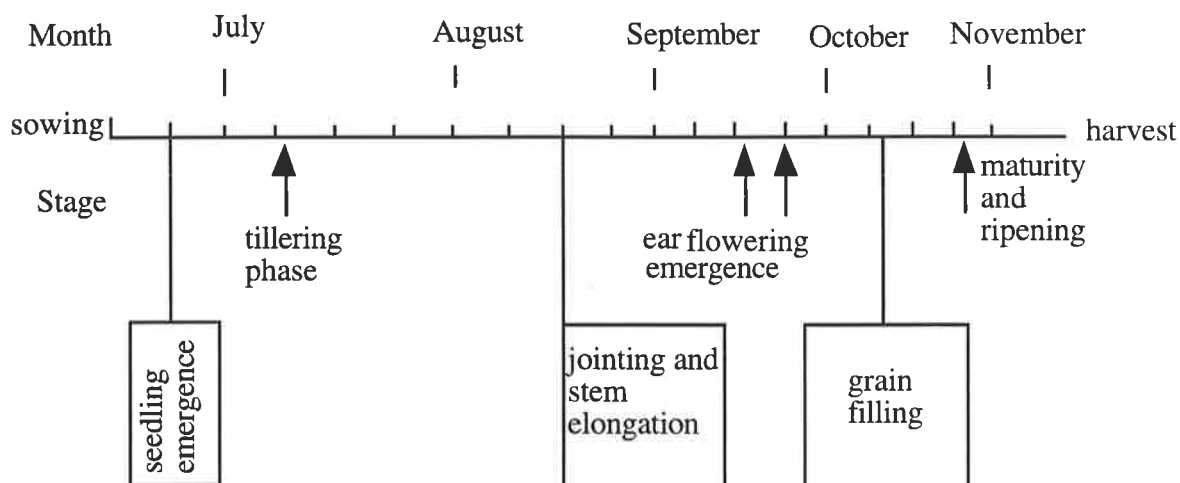 Month July August September October November
sowing harvest
Stage
tillering
phase
ear flowering
emergence
maturity
and
ripening
seedling
emergence
jointing and
stem
elongation
grain
filling